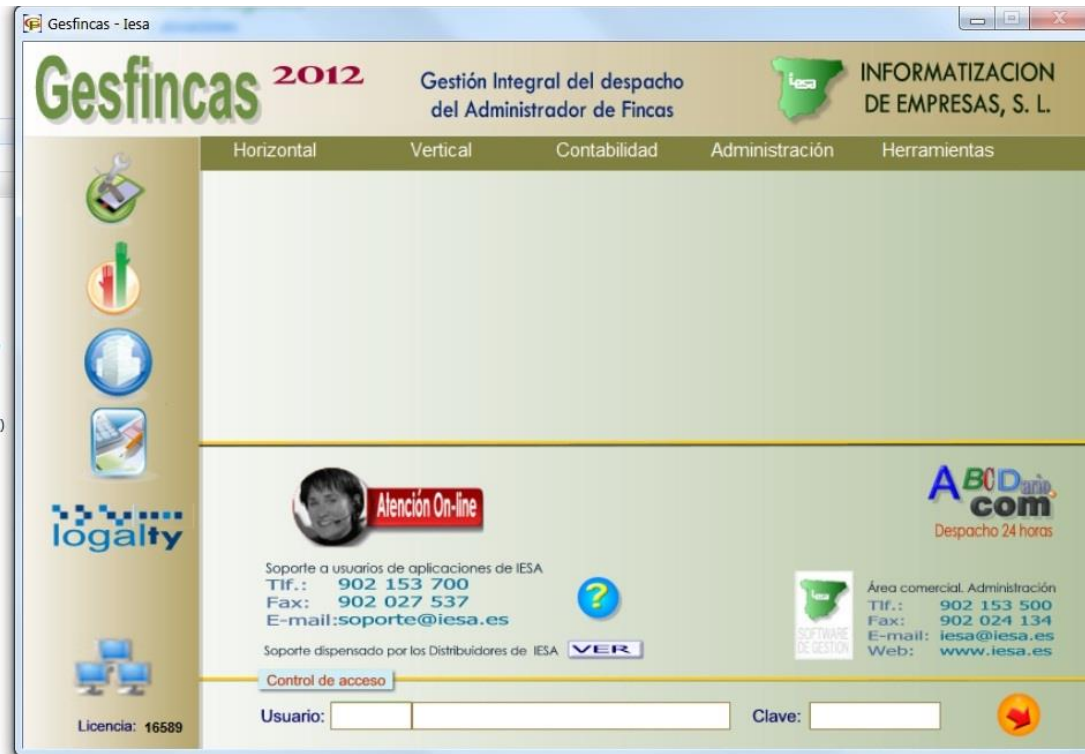 Gesfincas - Iesa
Gesfincas 2012
Gestión Integral del despacho
del Administrador de Fincas
iesa
INFORMATIZACION
DE EMPRESAS, S. L.
Horizontal Vertical Contabilidad Administración Herramientas
logalty
Atención On-line
ABCDario.
com
Despacho 24 horas
Soporte a usuarios de aplicaciones de IESA
Tlf.: 902 153 700
Fax: 902 027 537
E-mail:soporte@iesa.es
?
Soporte dispensado por los Distribuidores de IESA VER
iesa
SOFTWARE
DE GESTIÓN
Área comercial. Administración
Tlf.: 902 153 500
Fax: 902 024 134
E-mail: iesa@iesa.es
Web: www.iesa.es
Control de acceso
Usuario: Clave:
Licencia: 16589